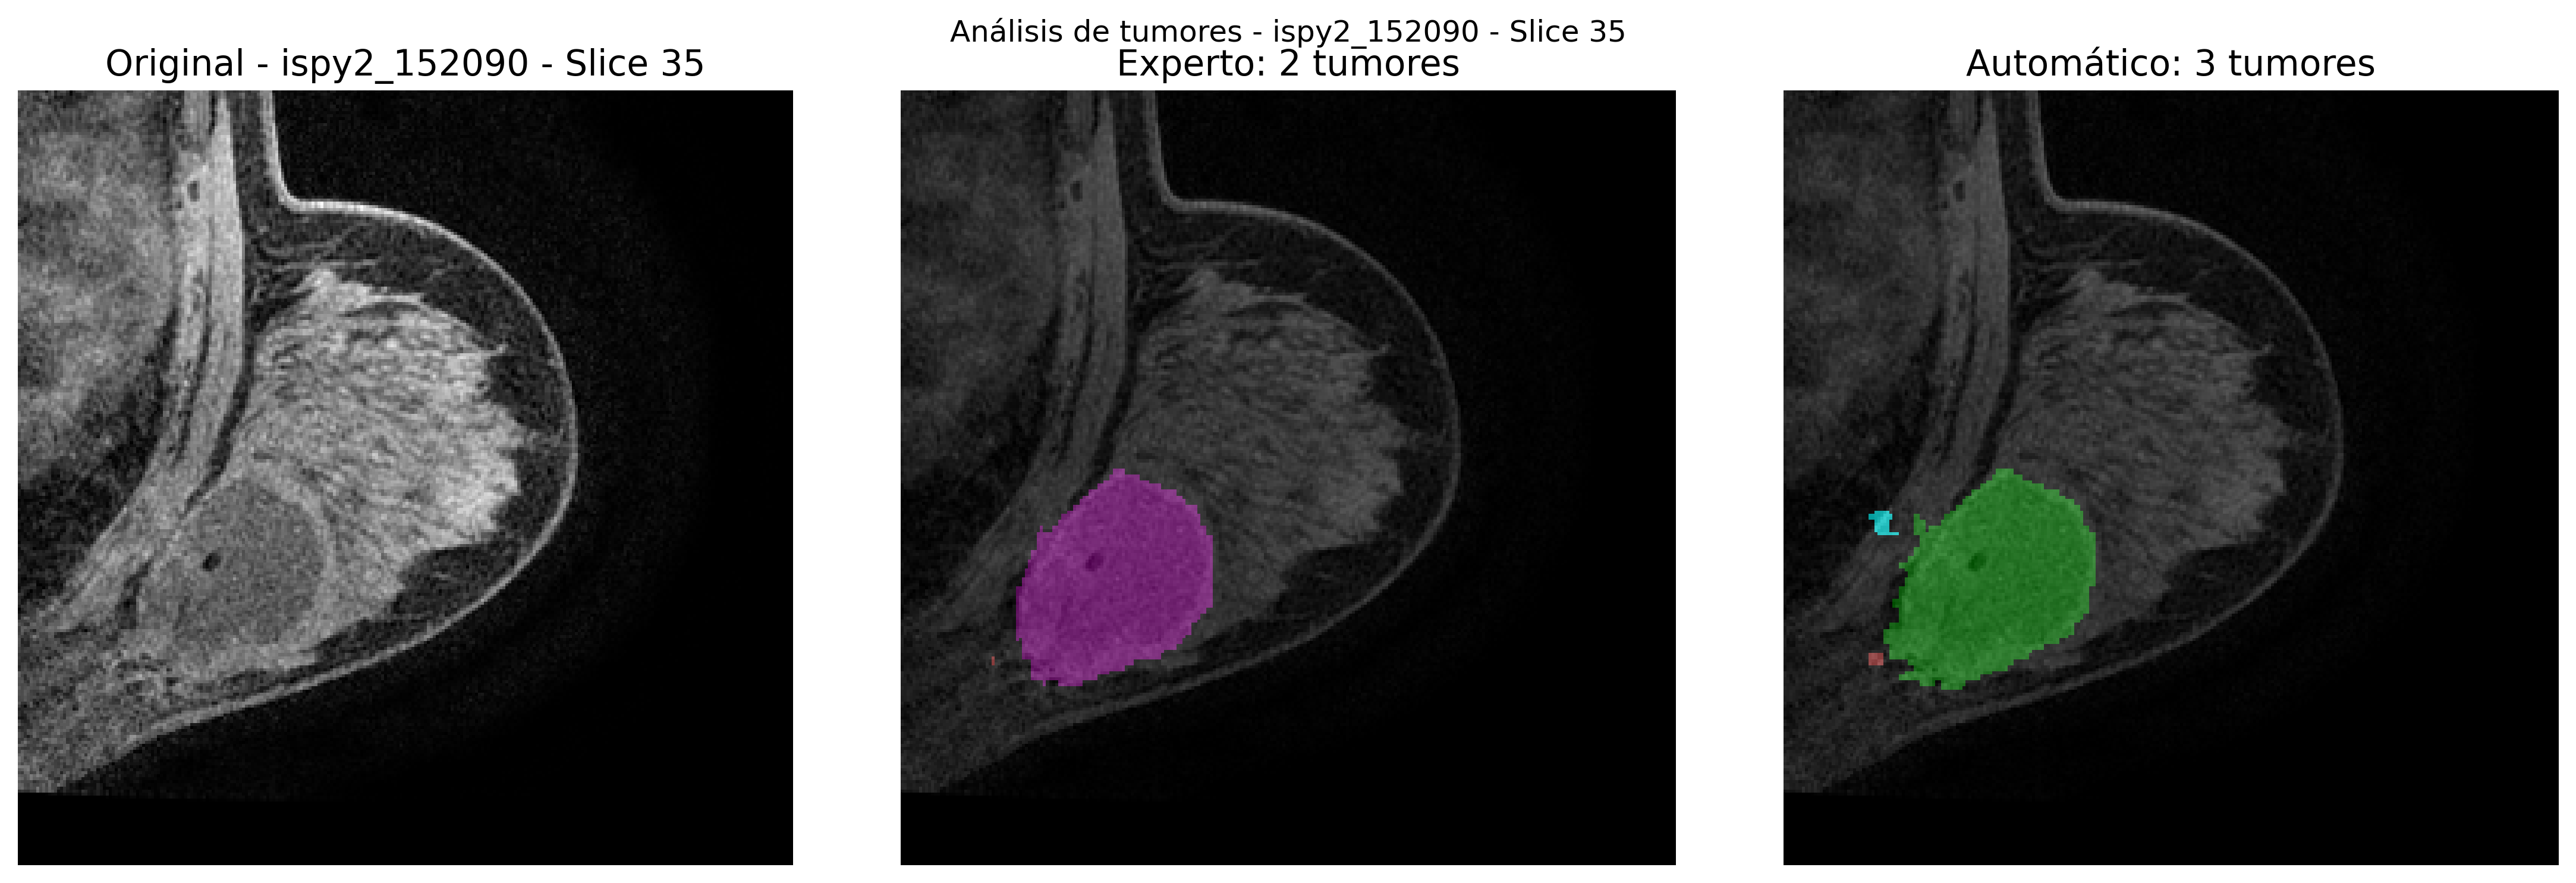 Análisis de tumores - ispy2_152090 - Slice 35
Original - ispy2_152090 - Slice 35
Experto: 2 tumores
Automático: 3 tumores